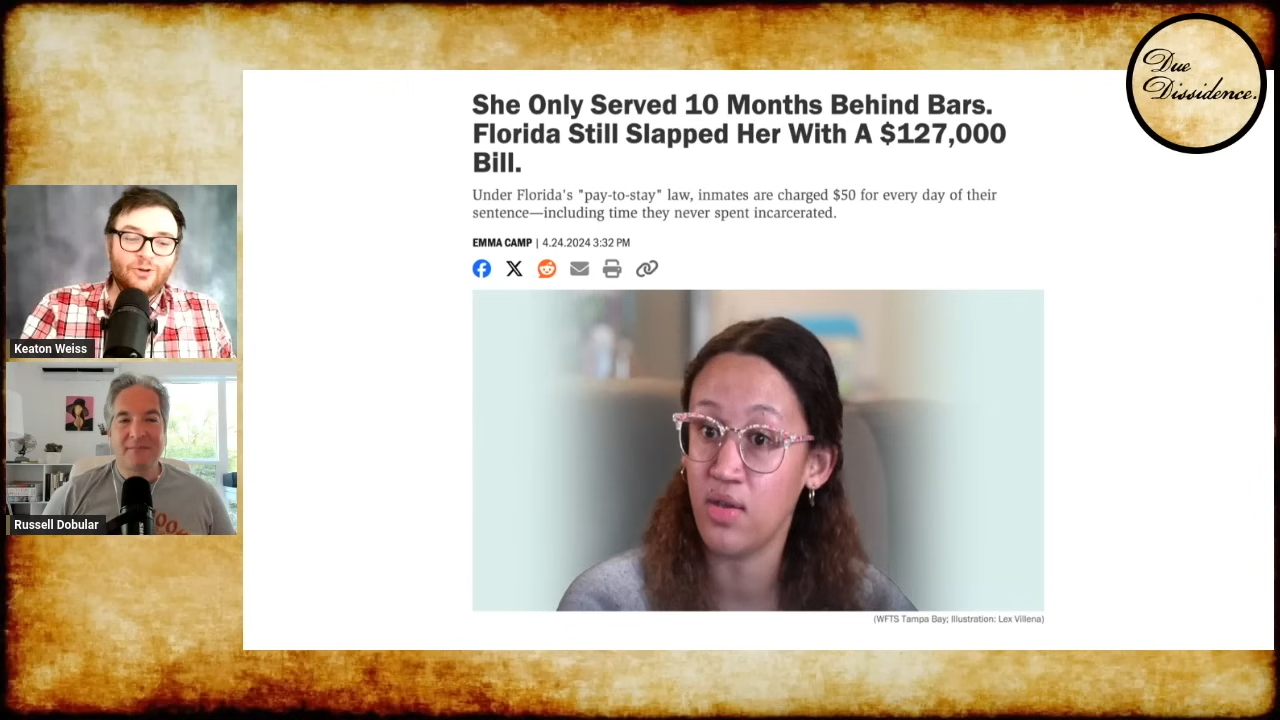 Due
Dissidence.
She Only Served 10 Months Behind Bars.
Florida Still Slapped Her With A $127,000
Bill.
Under Florida's "pay-to-stay" law, inmates are charged $50 for every day of their
sentence—including time they never spent incarcerated.
EMMA CAMP | 4.24.2024 3:32 PM
(WFTS Tampa Bay; Illustration: Lex Villena)
Keaton Weiss
Russell Dobular